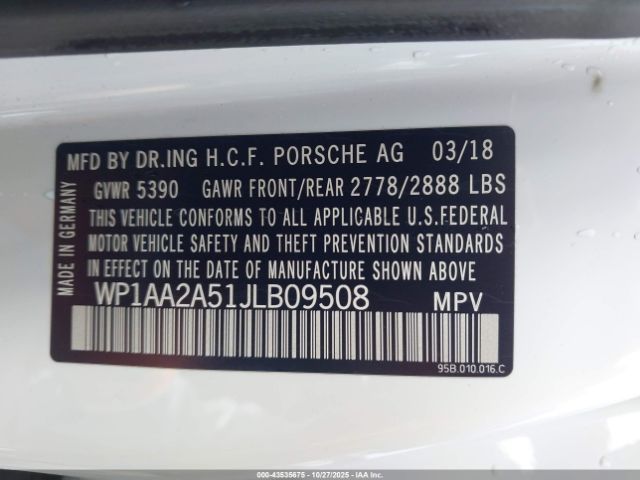 MFD BY DR.ING H.C.F. PORSCHE AG 03/18
GVWR 5390 GAWR FRONT/REAR 2778/2888 LBS
THIS VEHICLE CONFORMS TO ALL APPLICABLE U.S.FEDERAL
MOTOR VEHICLE SAFETY AND THEFT PREVENTION STANDARDS
IN EFFECT ON THE DATE OF MANUFACTURE SHOWN ABOVE
WP1AA2A51JLB09508 MPV
MADE IN GERMANY
95B.010.016.C
000-43535675 | 10/27/2025 | IAAI.com